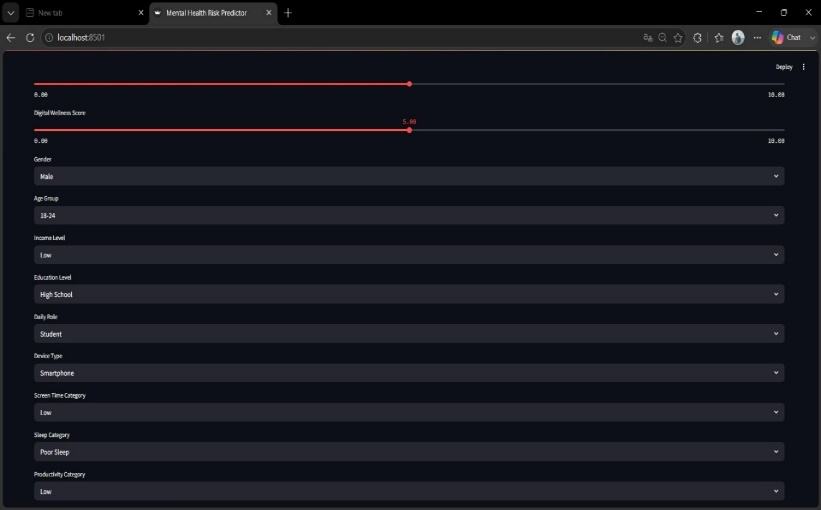 New tab
Mental Health Risk Predictor
localhost:8501
Chat
Deploy
0.00 10.00
Digital Wellness Score
5.00
0.00 10.00
Gender
Male
Age Group
18-24
Income Level
Low
Education Level
High School
Daily Role
Student
Device Type
Smartphone
Screen Time Category
Low
Sleep Category
Poor Sleep
Productivity Category
Low